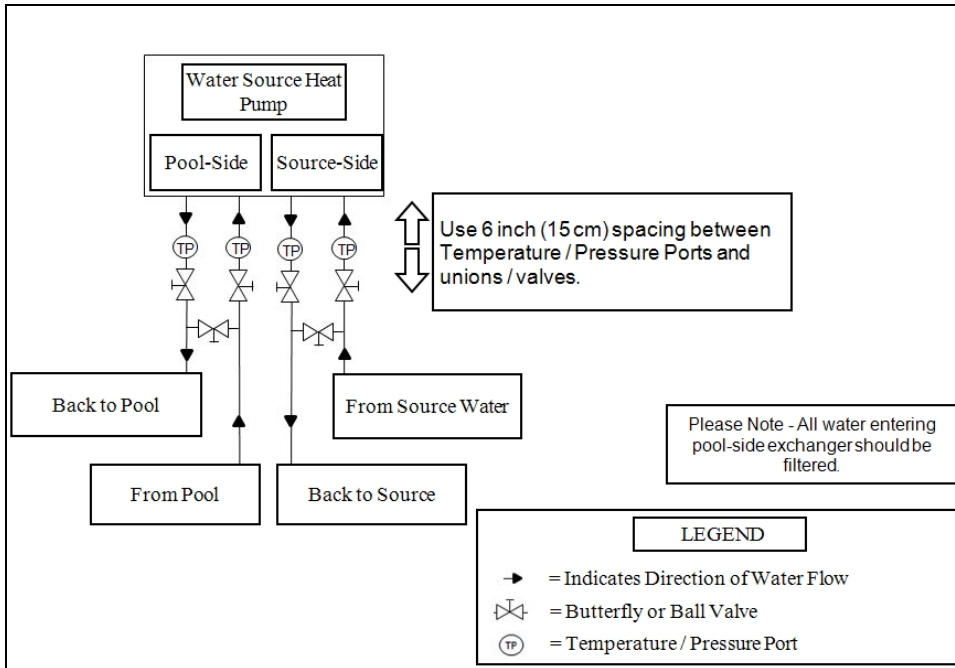 Water Source Heat
Pump
Pool-Side
Source-Side
TP
TP
TP
TP
Use 6 inch (15 cm) spacing between
Temperature / Pressure Ports and
unions / valves.
Back to Pool
From Source Water
From Pool
Back to Source
Please Note - All water entering
pool-side exchanger should be
filtered.
LEGEND
= Indicates Direction of Water Flow
= Butterfly or Ball Valve
TP = Temperature / Pressure Port